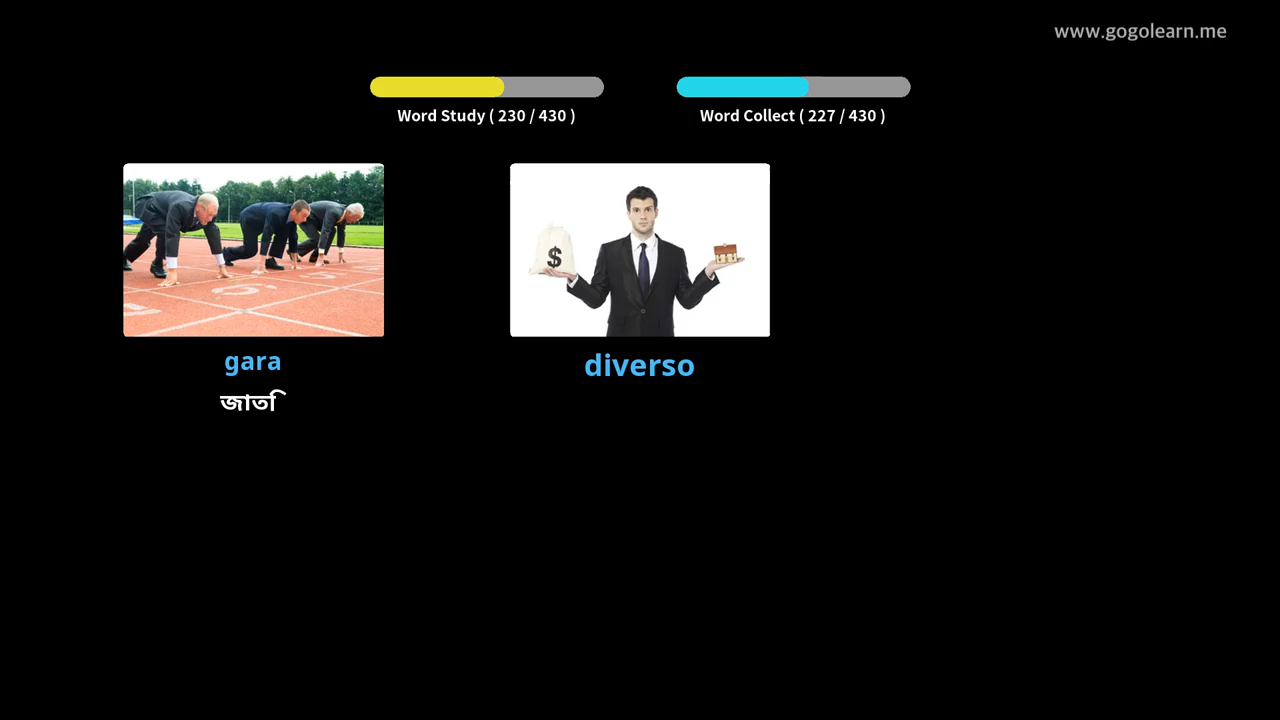 www.gogolearn.me
Word Study ( 230 / 430 )
Word Collect ( 227 / 430 )
$
gara
diverso
জাতি